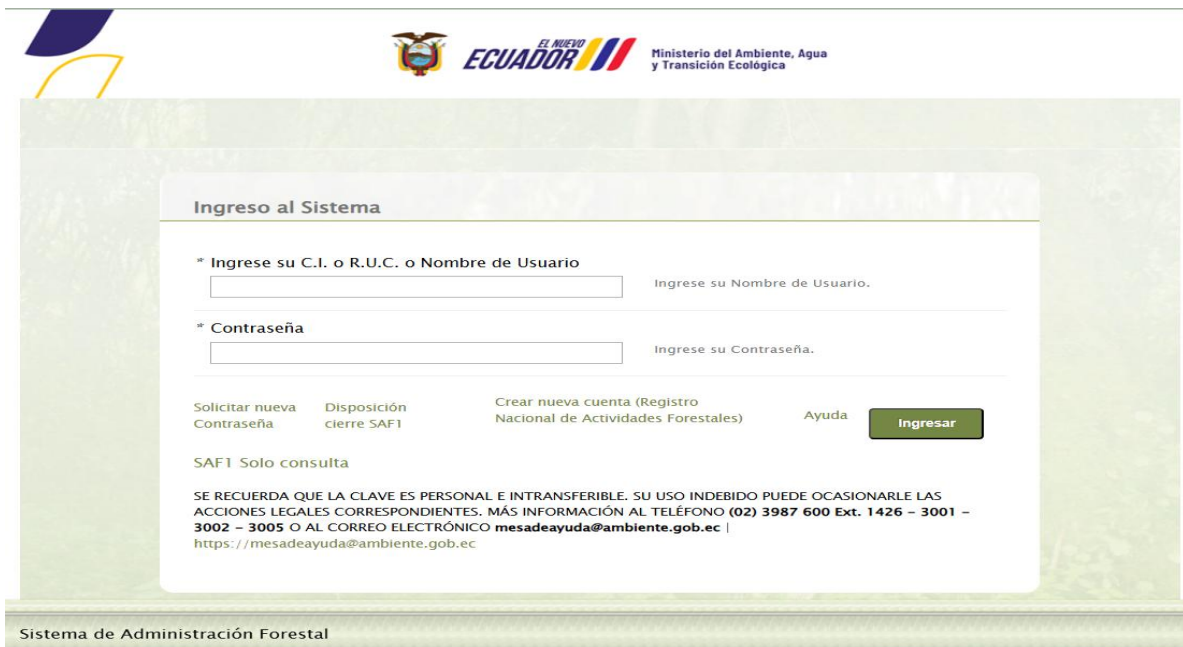 EL NUEVO
ECUADOR
Ministerio del Ambiente, Agua
y Transición Ecológica
Ingreso al Sistema
* Ingrese su C.I. o R.U.C. o Nombre de Usuario
Ingrese su Nombre de Usuario.
* Contraseña
Ingrese su Contraseña.
Solicitar nueva
Contraseña
Disposición
cierre SAF1
Crear nueva cuenta (Registro
Nacional de Actividades Forestales)
Ayuda
Ingresar
SAF1 Solo consulta
SE RECUERDA QUE LA CLAVE ES PERSONAL E INTRANSFERIBLE. SU USO INDEBIDO PUEDE OCASIONARLE LAS
ACCIONES LEGALES CORRESPONDIENTES. MÁS INFORMACIÓN AL TELÉFONO (02) 3987 600 Ext. 1426 – 3001 –
3002 – 3005 O AL CORREO ELECTRÓNICO mesadeayuda@ambiente.gob.ec |
https://mesadeayuda@ambiente.gob.ec
Sistema de Administración Forestal